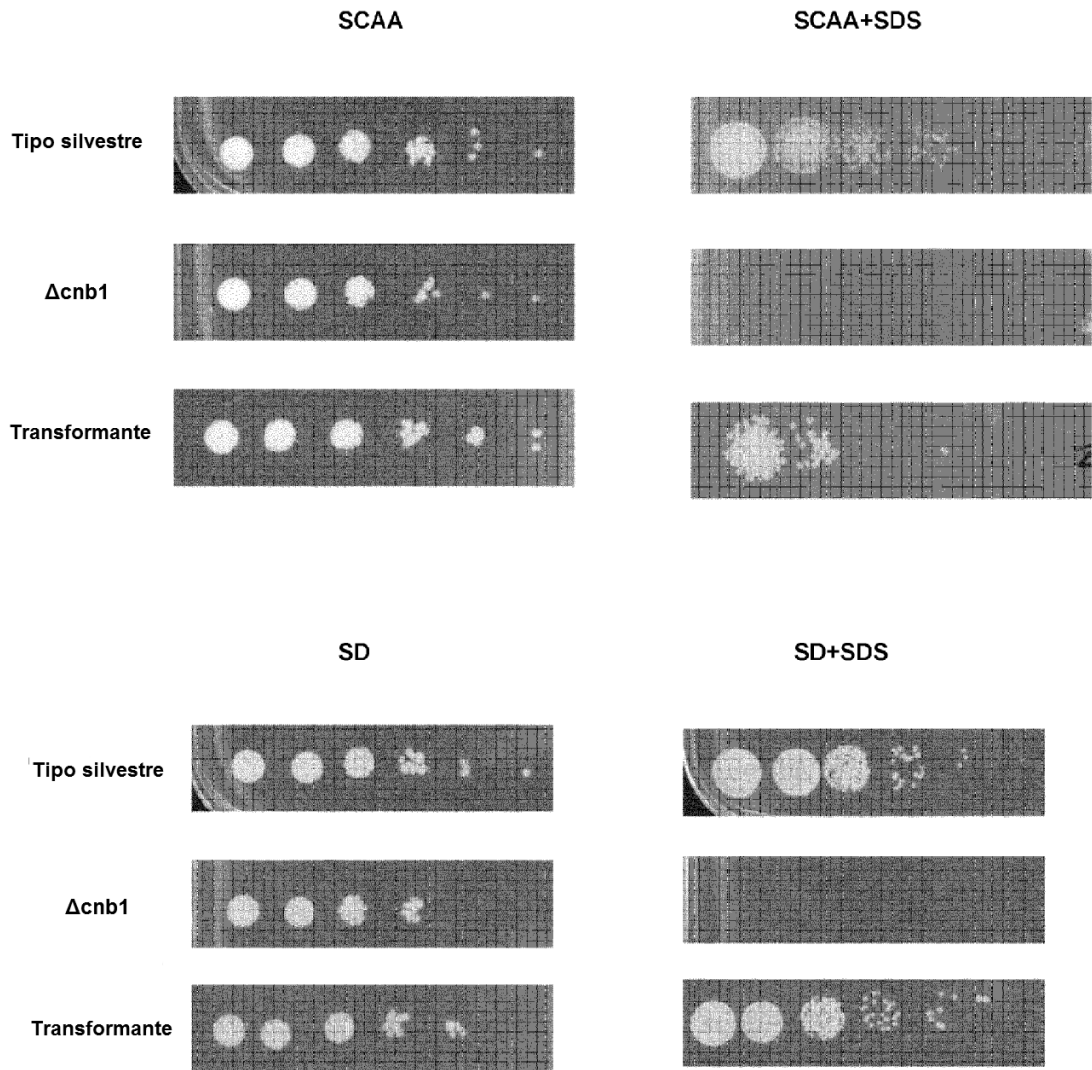 SCAA
SCAA+SDS
Tipo silvestre
Δcnb1
Transformante
SD
SD+SDS
Tipo silvestre
Δcnb1
Transformante